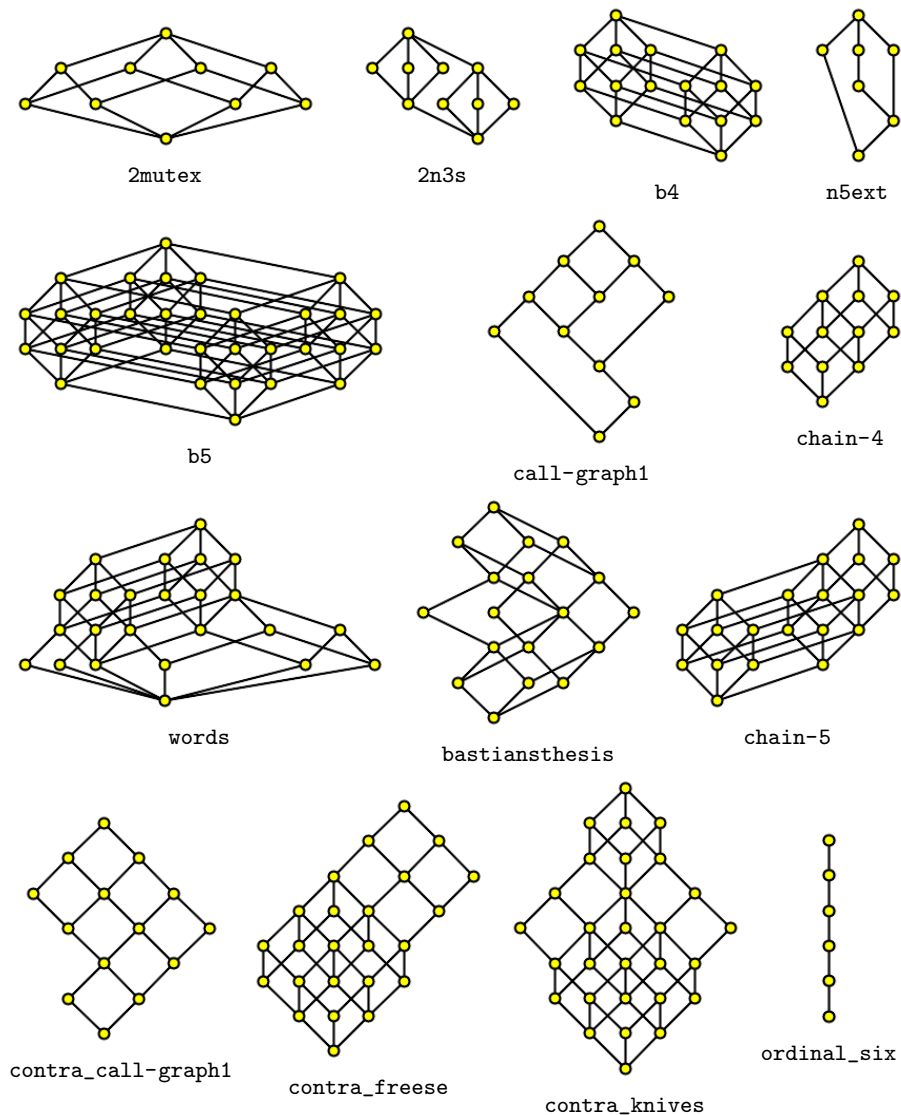 2mutex
2n3s
b4
n5ext
b5
call-graph1
chain-4
words
bastiansthesis
chain-5
contra_call-graph1
contra_freese
contra_knives
ordinal_six